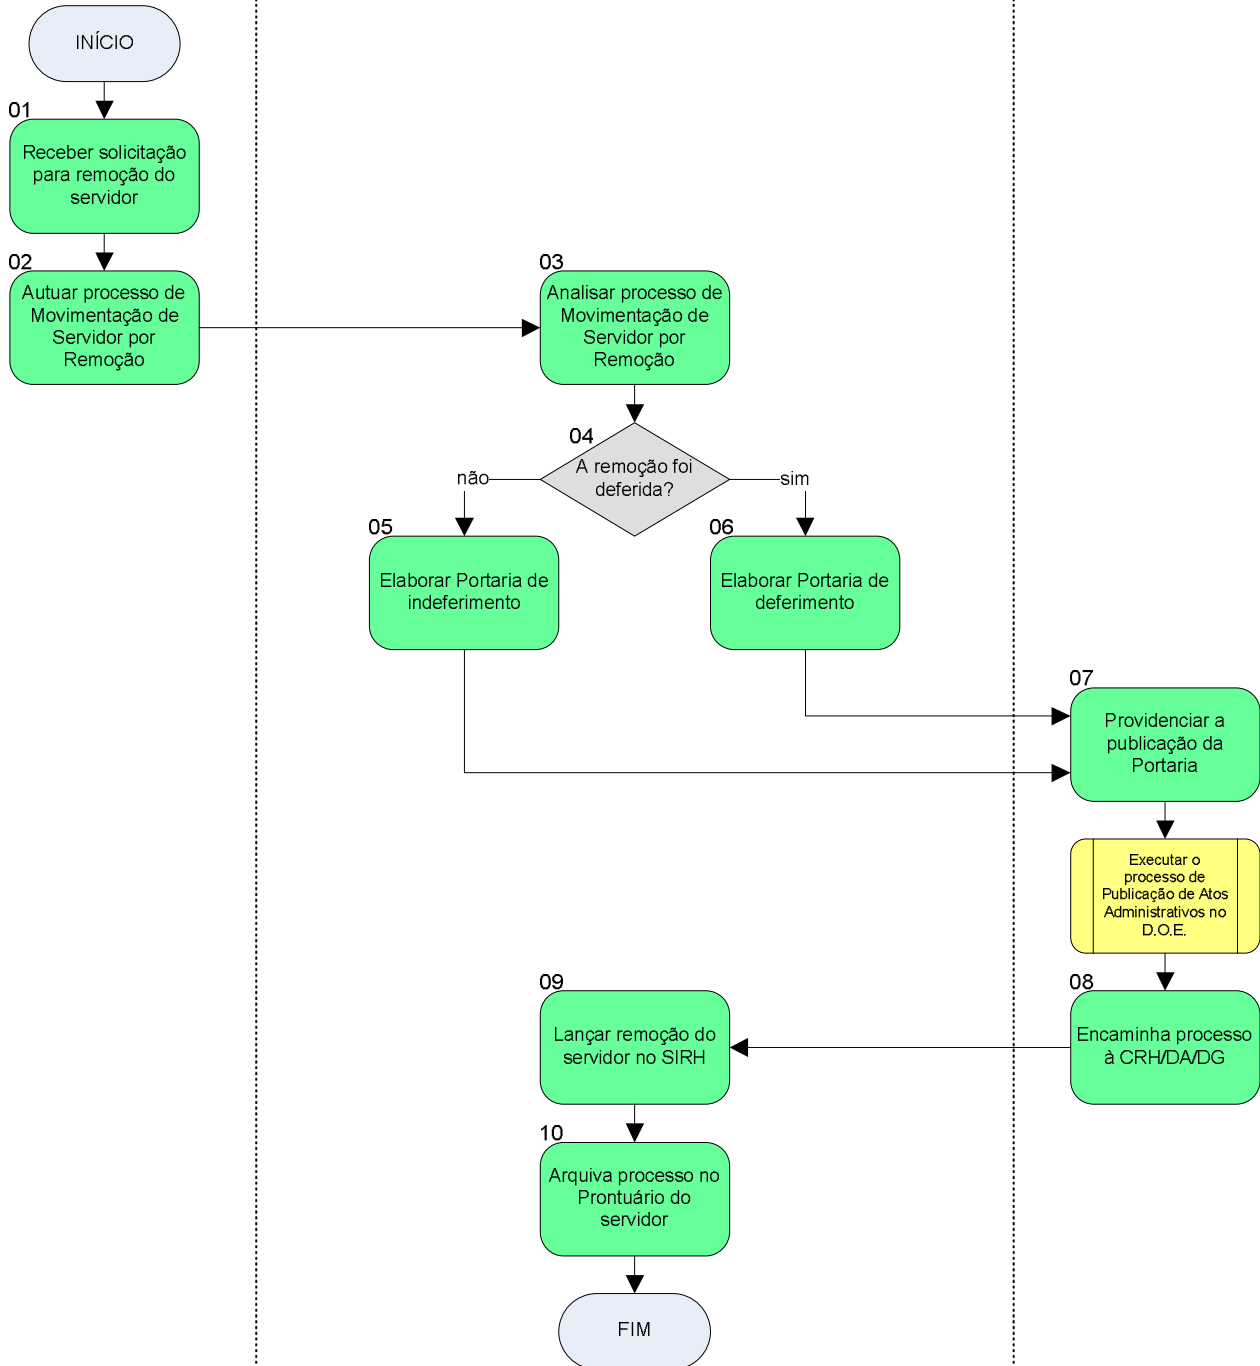 INÍCIO
01
Receber solicitação
para remoção do
servidor
02
Autuar processo de
Movimentação de
Servidor por
Remoção
03
Analisar processo de
Movimentação de
Servidor por
Remoção
04
A remoção foi
deferida?
não
sim
05
Elaborar Portaria de
indeferimento
06
Elaborar Portaria de
deferimento
07
Providenciar a
publicação da
Portaria
Executar o
processo de
Publicação de Atos
Administrativos no
D.O.E.
08
Encaminha processo
à CRH/DA/DG
09
Lançar remoção do
servidor no SIRH
10
Arquiva processo no
Prontuário do
servidor
FIM